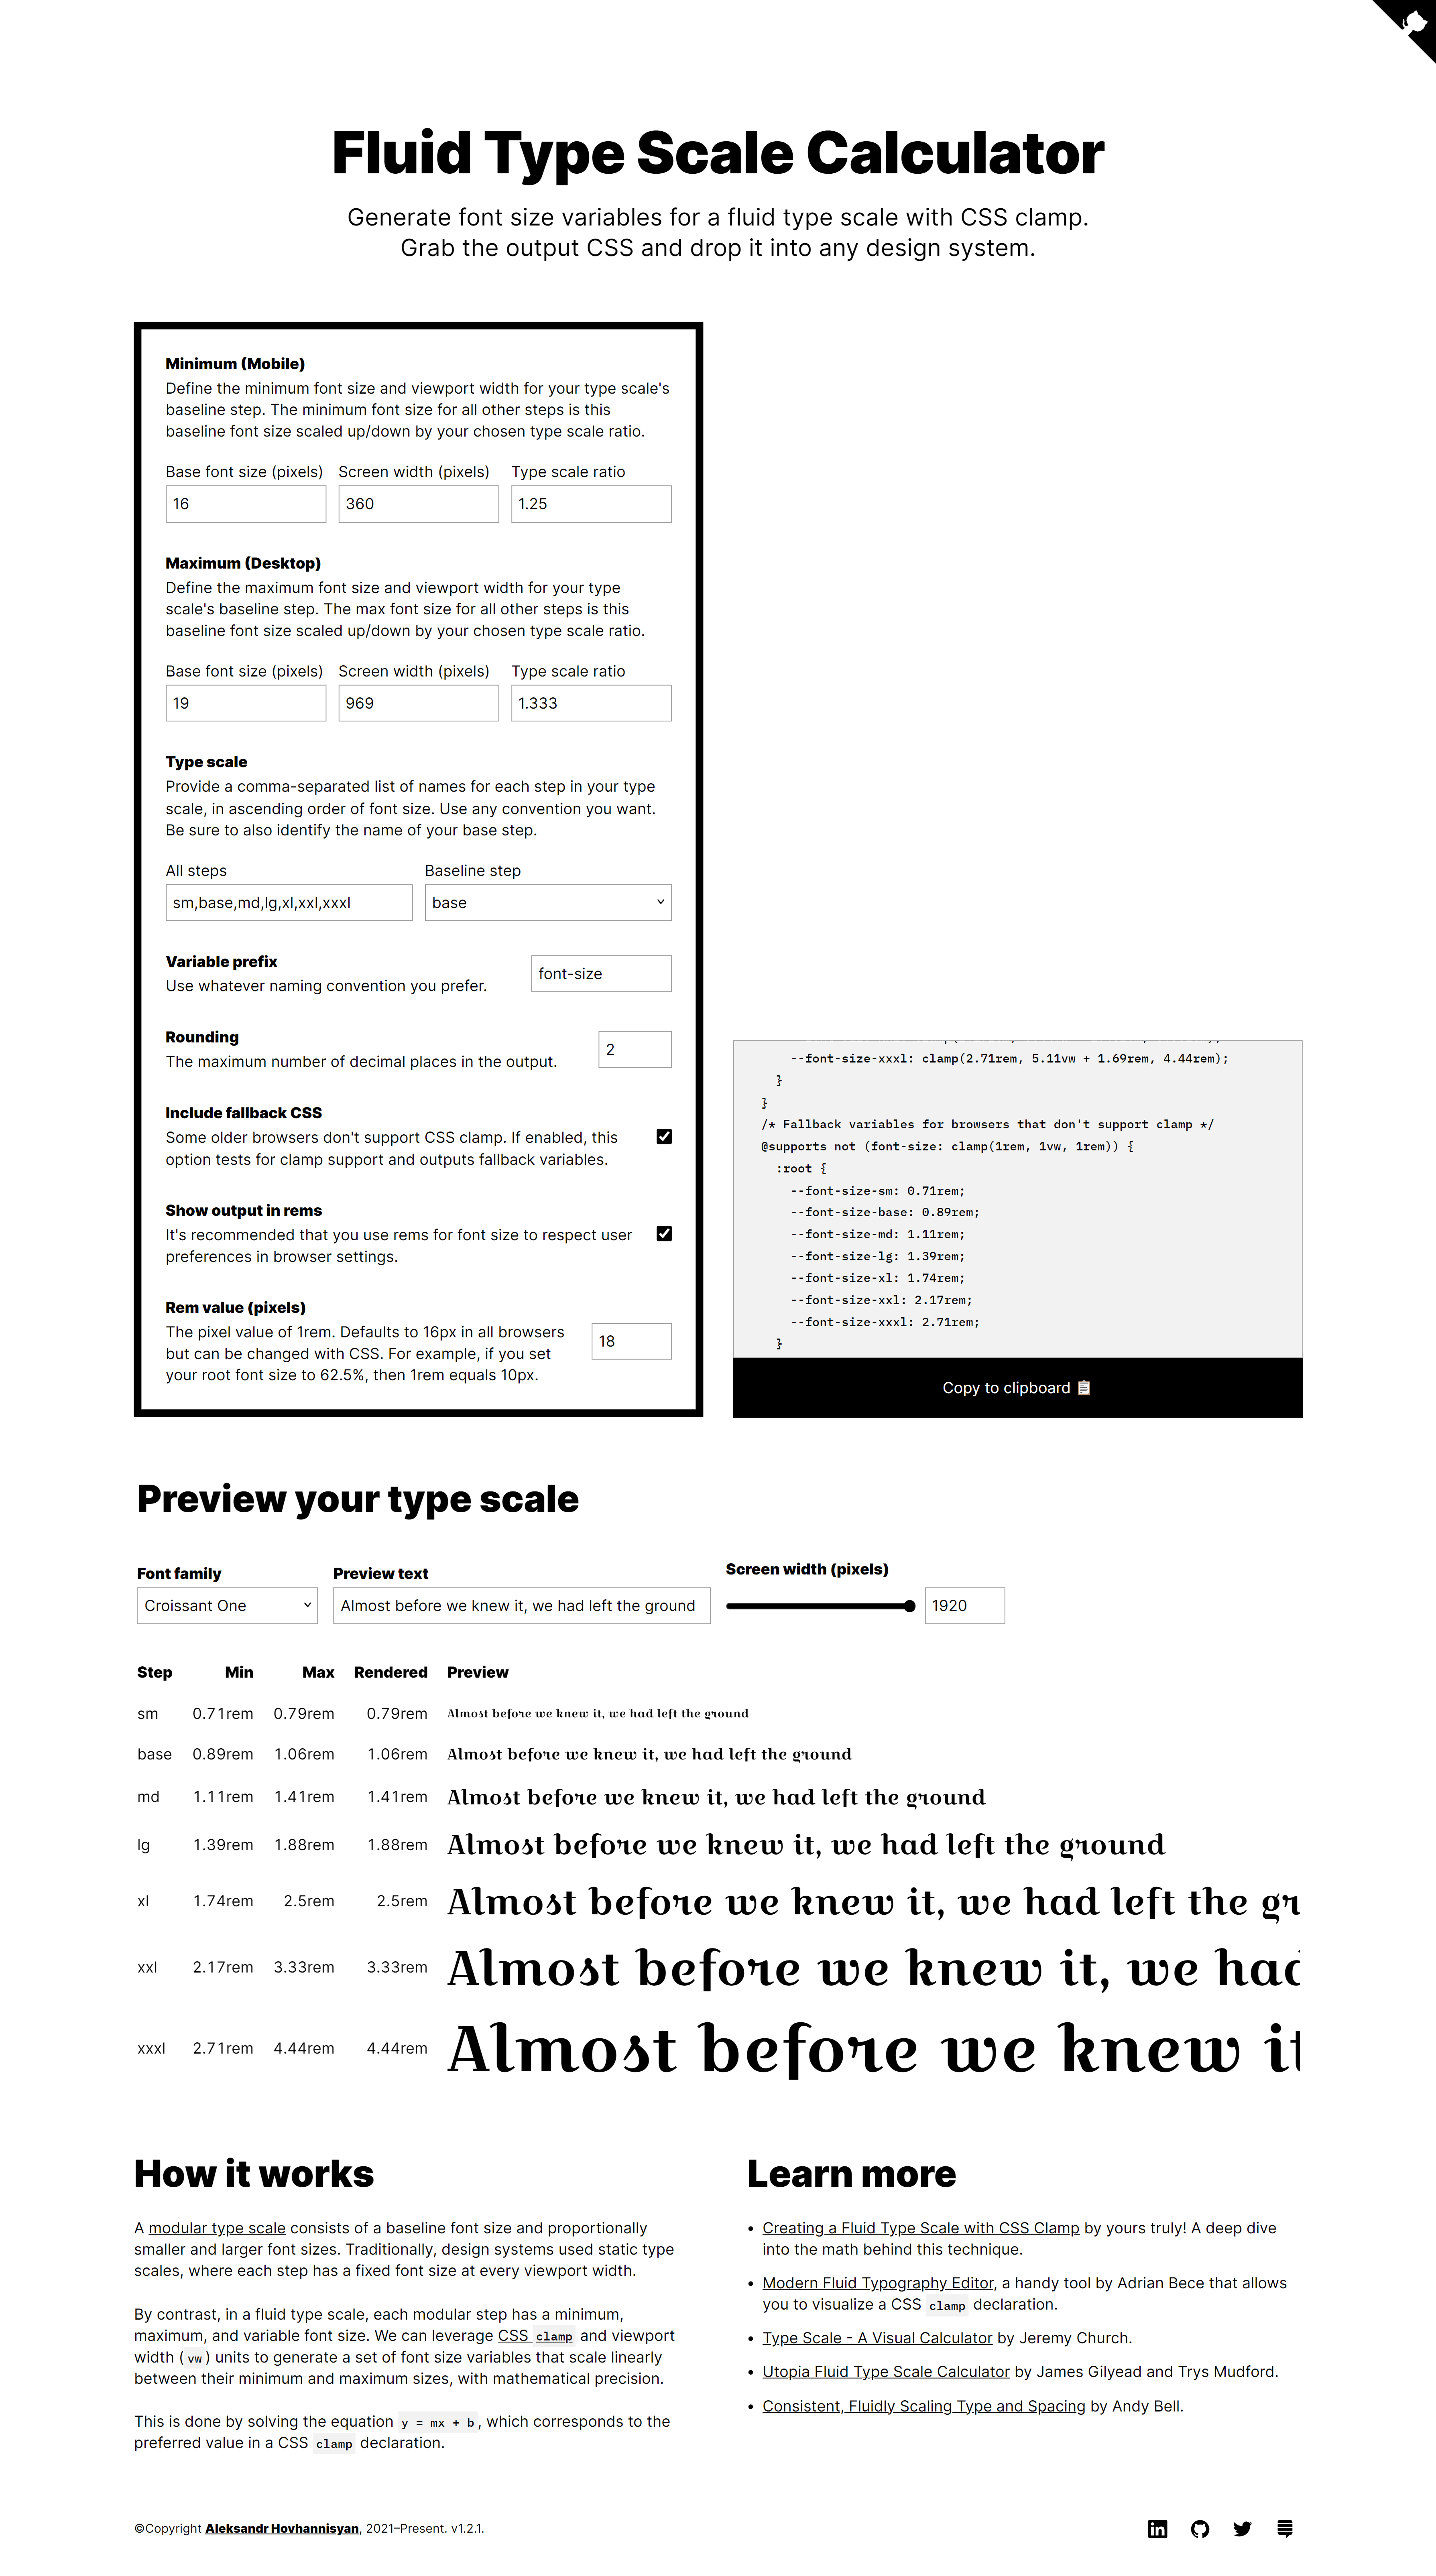 Fluid Type Scale Calculator
Generate font size variables for a fluid type scale with CSS clamp.
Grab the output CSS and drop it into any design system.
Minimum (Mobile)
Define the minimum font size and viewport width for your type scale's
baseline step. The minimum font size for all other steps is this
baseline font size scaled up/down by your chosen type scale ratio.
Base font size (pixels) Screen width (pixels) Type scale ratio
16 360 1.25
Maximum (Desktop)
Define the maximum font size and viewport width for your type
scale's baseline step. The max font size for all other steps is this
baseline font size scaled up/down by your chosen type scale ratio.
Base font size (pixels) Screen width (pixels) Type scale ratio
19 969 1.333
Type scale
Provide a comma-separated list of names for each step in your type
scale, in ascending order of font size. Use any convention you want.
Be sure to also identify the name of your base step.
All steps Baseline step
sm,base,md,lg,xl,xxl,xxxl base
Variable prefix
Use whatever naming convention you prefer.
font-size
Rounding
The maximum number of decimal places in the output.
2
Include fallback CSS
Some older browsers don't support CSS clamp. If enabled, this
option tests for clamp support and outputs fallback variables.
Show output in rems
It's recommended that you use rems for font size to respect user
preferences in browser settings.
Rem value (pixels)
The pixel value of 1rem. Defaults to 16px in all browsers
but can be changed with CSS. For example, if you set
your root font size to 62.5%, then 1rem equals 10px.
18
--font-size-xxxl: clamp(2.71rem, 5.11vw + 1.69rem, 4.44rem);
}
}
/* Fallback variables for browsers that don't support clamp */
@supports not (font-size: clamp(1rem, 1vw, 1rem)) {
:root {
--font-size-sm: 0.71rem;
--font-size-base: 0.89rem;
--font-size-md: 1.11rem;
--font-size-lg: 1.39rem;
--font-size-xl: 1.74rem;
--font-size-xxl: 2.17rem;
--font-size-xxxl: 2.71rem;
}
Copy to clipboard 📋
Preview your type scale
Font family Preview text Screen width (pixels)
Croissant One Almost before we knew it, we had left the ground 1920
Step Min Max Rendered Preview
sm 0.71rem 0.79rem 0.79rem Almost before we knew it, we had left the ground
base 0.89rem 1.06rem 1.06rem Almost before we knew it, we had left the ground
md 1.11rem 1.41rem 1.41rem Almost before we knew it, we had left the ground
lg 1.39rem 1.88rem 1.88rem Almost before we knew it, we had left the ground
xl 1.74rem 2.5rem 2.5rem Almost before we knew it, we had left the gr
xxl 2.17rem 3.33rem 3.33rem Almost before we knew it, we had
xxxl 2.71rem 4.44rem 4.44rem Almost before we knew it
How it works
A modular type scale consists of a baseline font size and proportionally
smaller and larger font sizes. Traditionally, design systems used static type
scales, where each step has a fixed font size at every viewport width.
By contrast, in a fluid type scale, each modular step has a minimum,
maximum, and variable font size. We can leverage CSS clamp and viewport
width (vw) units to generate a set of font size variables that scale linearly
between their minimum and maximum sizes, with mathematical precision.
This is done by solving the equation y = mx + b, which corresponds to the
preferred value in a CSS clamp declaration.
Learn more
• Creating a Fluid Type Scale with CSS Clamp by yours truly! A deep dive
into the math behind this technique.
• Modern Fluid Typography Editor, a handy tool by Adrian Bece that allows
you to visualize a CSS clamp declaration.
• Type Scale - A Visual Calculator by Jeremy Church.
• Utopia Fluid Type Scale Calculator by James Gilyead and Trys Mudford.
• Consistent, Fluidly Scaling Type and Spacing by Andy Bell.
©Copyright Aleksandr Hovhannisyan, 2021–Present. v1.2.1.